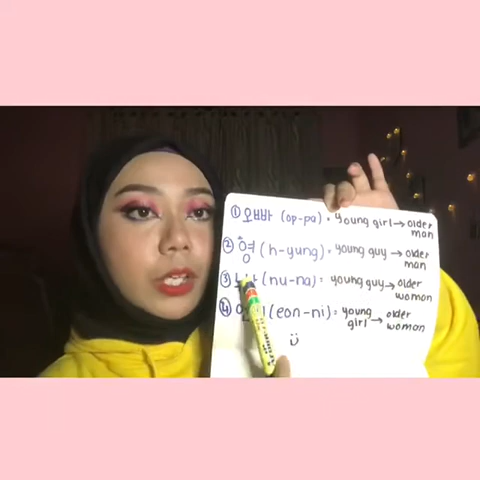 ① 오빠 (op-pa) = young girl → older
man
② 형 (h-yung) = young guy → older
man
③ (nu-na) = young guy → older
woman
④ (eon-ni) = young
girl → older
woman